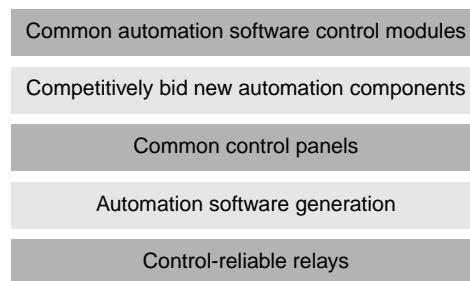 Common automation software control modules
Competitively bid new automation components
Common control panels
Automation software generation
Control-reliable relays